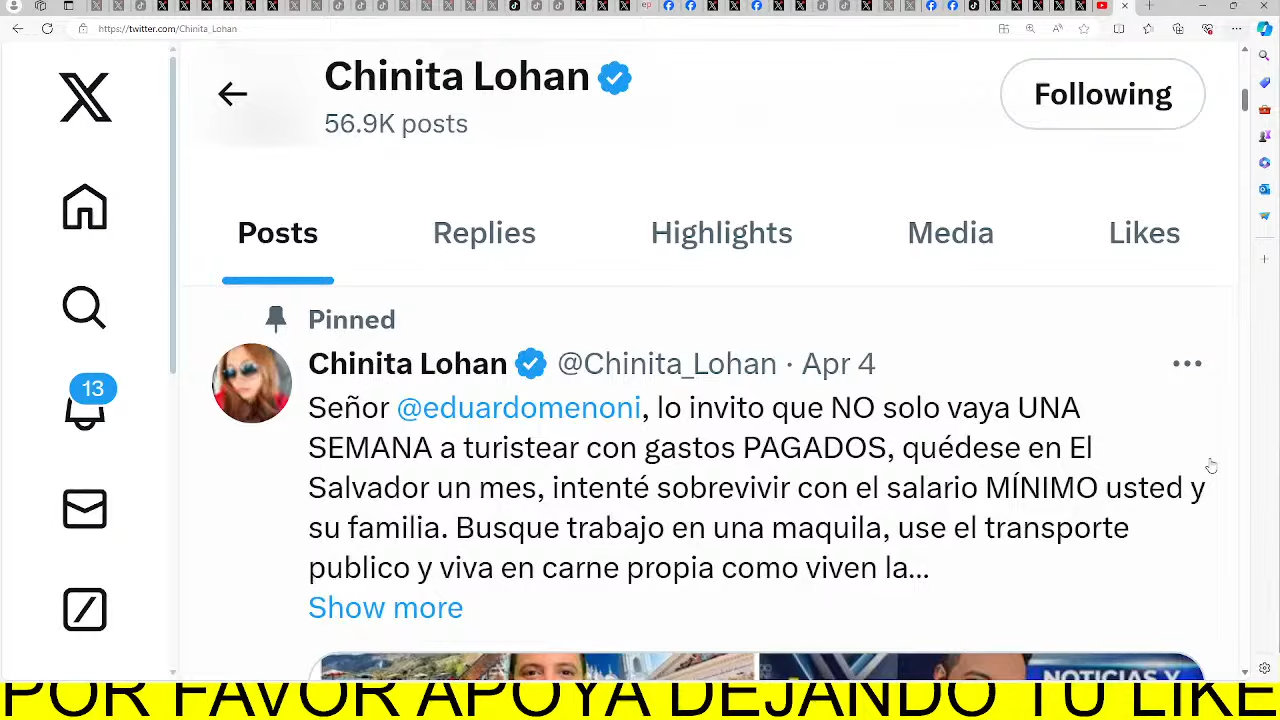 https://twitter.com/Chinita_Lohan
Chinita Lohan
56.9K posts
Following
Posts
Replies
Highlights
Media
Likes
13
Pinned
Chinita Lohan @Chinita_Lohan · Apr 4
Señor @eduardomenoni, lo invito que NO solo vaya UNA
SEMANA a turistear con gastos PAGADOS, quédese en El
Salvador un mes, intenté sobrevivir con el salario MÍNIMO usted y
su familia. Busque trabajo en una maquila, use el transporte
publico y viva en carne propia como viven la...
Show more
NOTICIAS Y
POR FAVOR APOYA DEJANDO TU LIKE